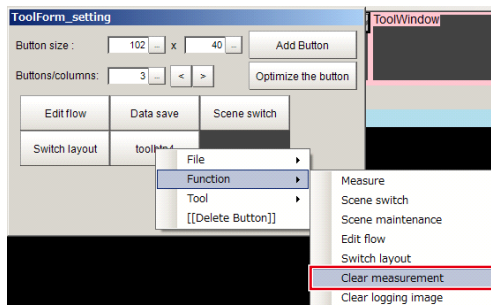 ToolForm_setting
ToolWindow
Button size : 102 ... x 40 ... Add Button
Buttons/columns: 3 ... < > Optimize the button
Edit flow Data save Scene switch
Switch layout
File
Function
Tool
[[Delete Button]]
Measure
Scene switch
Scene maintenance
Edit flow
Switch layout
Clear measurement
Clear logging image